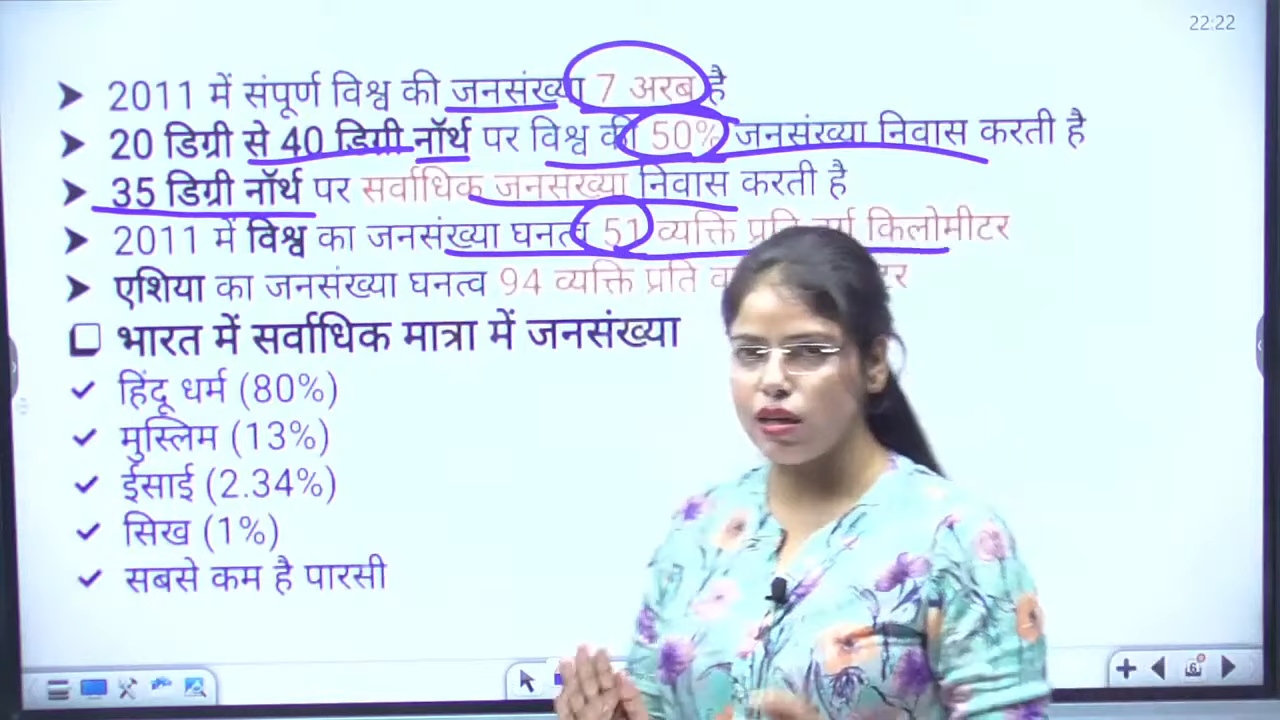 22:22
➤ 2011 में संपूर्ण विश्व की जनसंख्या 7 अरब है
➤ 20 डिग्री से 40 डिग्री नॉर्थ पर विश्व की 50% जनसंख्या निवास करती है
➤ 35 डिग्री नॉर्थ पर सर्वाधिक जनसंख्या निवास करती है
➤ 2011 में विश्व का जनसंख्या घनत्व 51 व्यक्ति प्रति वर्ग किलोमीटर
➤ एशिया का जनसंख्या घनत्व 94 व्यक्ति प्रति
❑ भारत में सर्वाधिक मात्रा में जनसंख्या
✓ हिंदू धर्म (80%)
✓ मुस्लिम (13%)
✓ ईसाई (2.34%)
✓ सिख (1%)
✓ सबसे कम है पारसी